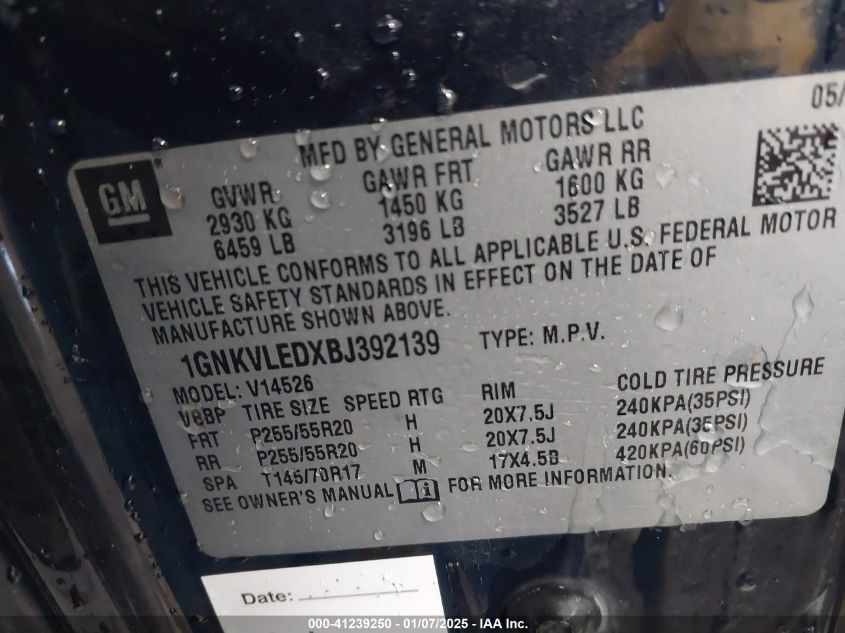 05/
MFD BY GENERAL MOTORS LLC
GM
GVWR GAWR FRT GAWR RR
2930 KG 1450 KG 1600 KG
6459 LB 3196 LB 3527 LB
THIS VEHICLE CONFORMS TO ALL APPLICABLE U.S. FEDERAL MOTOR
VEHICLE SAFETY STANDARDS IN EFFECT ON THE DATE OF
MANUFACTURE SHOWN ABOVE.
1GNKVLEDXBJ392139 TYPE: M.P.V.
MODEL: V14526
VBBP TIRE SIZE SPEED RTG RIM COLD TIRE PRESSURE
FRT P255/55R20 H 20X7.5J 240KPA(35PSI)
RR P255/55R20 H 20X7.5J 240KPA(35PSI)
SPA T145/70R17 M 17X4.5B 420KPA(60PSI)
SEE OWNER'S MANUAL FOR MORE INFORMATION.
Date:
000-41239250 - 01/07/2025 - IAA Inc.